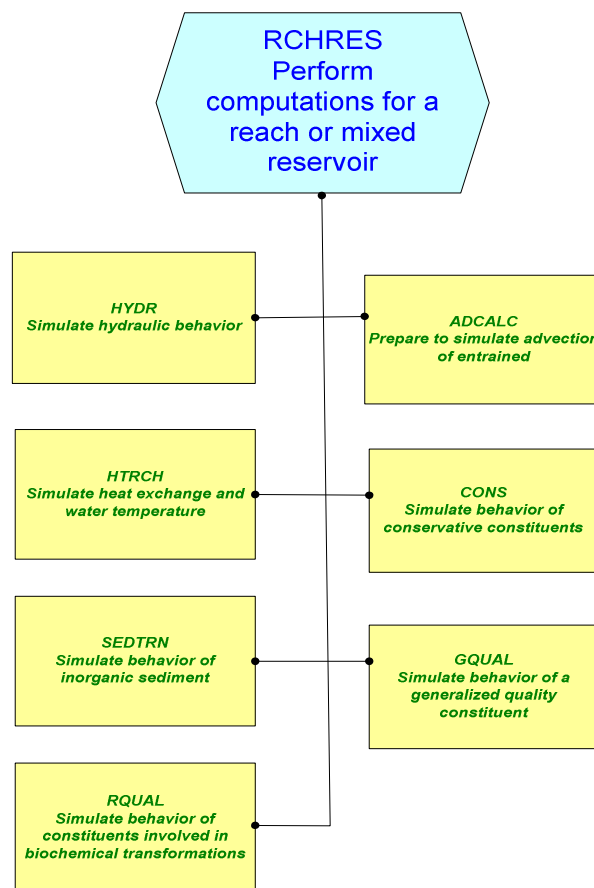 RCHRES
Perform
computations for a
reach or mixed
reservoir
HYDR
Simulate hydraulic behavior
ADCALC
Prepare to simulate advection
of entrained
HTRCH
Simulate heat exchange and
water temperature
CONS
Simulate behavior of
conservative constituents
SEDTRN
Simulate behavior of
inorganic sediment
GQUAL
Simulate behavior of a
generalized quality
constituent
RQUAL
Simulate behavior of
constituents involved in
biochemical transformations